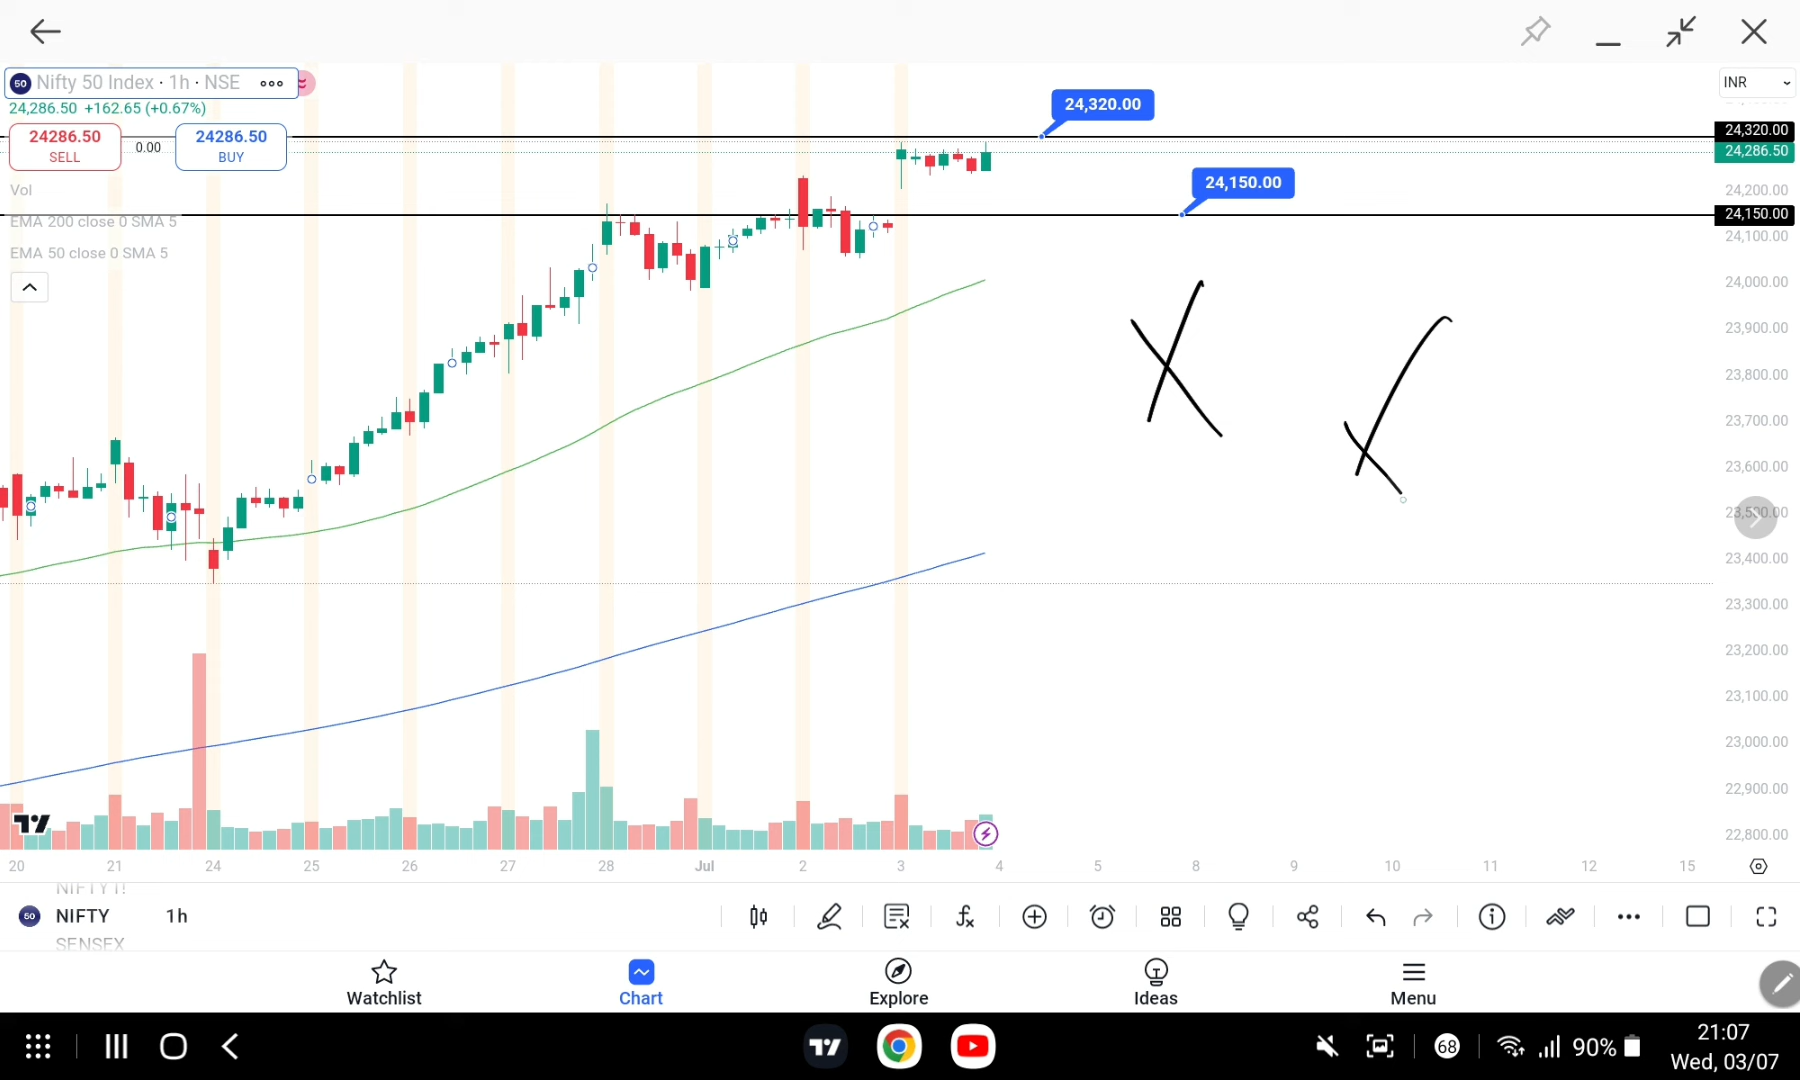 50 Nifty 50 Index · 1h · NSE
INR
24,286.50 +162.65 (+0.67%)
24,320.00
24286.50
SELL
0.00
24286.50
BUY
24,320.00
24,286.50
24,150.00
24,200.00
Vol
24,150.00
EMA 200 close 0 SMA 5
24,100.00
EMA 50 close 0 SMA 5
24,000.00
23,900.00
23,800.00
23,700.00
23,600.00
23,500.00
23,400.00
23,300.00
23,200.00
23,100.00
23,000.00
22,900.00
22,800.00
20 21 24 25 26 27 28 Jul 2 3 4 5 8 9 10 11 12 15
NIFTY1!
50 NIFTY 1h
SENSEX
Watchlist Chart Explore Ideas Menu
68 90% 21:07
Wed, 03/07